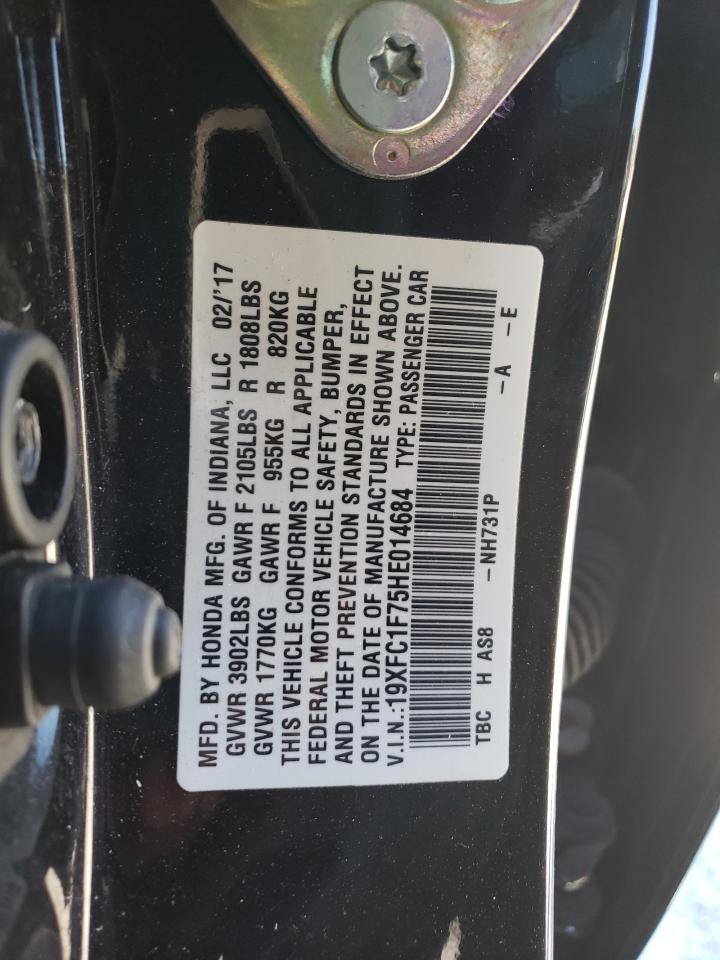 MFD. BY HONDA MFG. OF INDIANA, LLC 02/'17
GVWR 3902LBS GAWR F 2105LBS R 1808LBS
GVWR 1770KG GAWR F 955KG R 820KG
THIS VEHICLE CONFORMS TO ALL APPLICABLE
FEDERAL MOTOR VEHICLE SAFETY, BUMPER,
AND THEFT PREVENTION STANDARDS IN EFFECT
ON THE DATE OF MANUFACTURE SHOWN ABOVE.
V.I.N.:19XFC1F75HE014684 TYPE: PASSENGER CAR
TBC H AS8 -NH731P -A -E